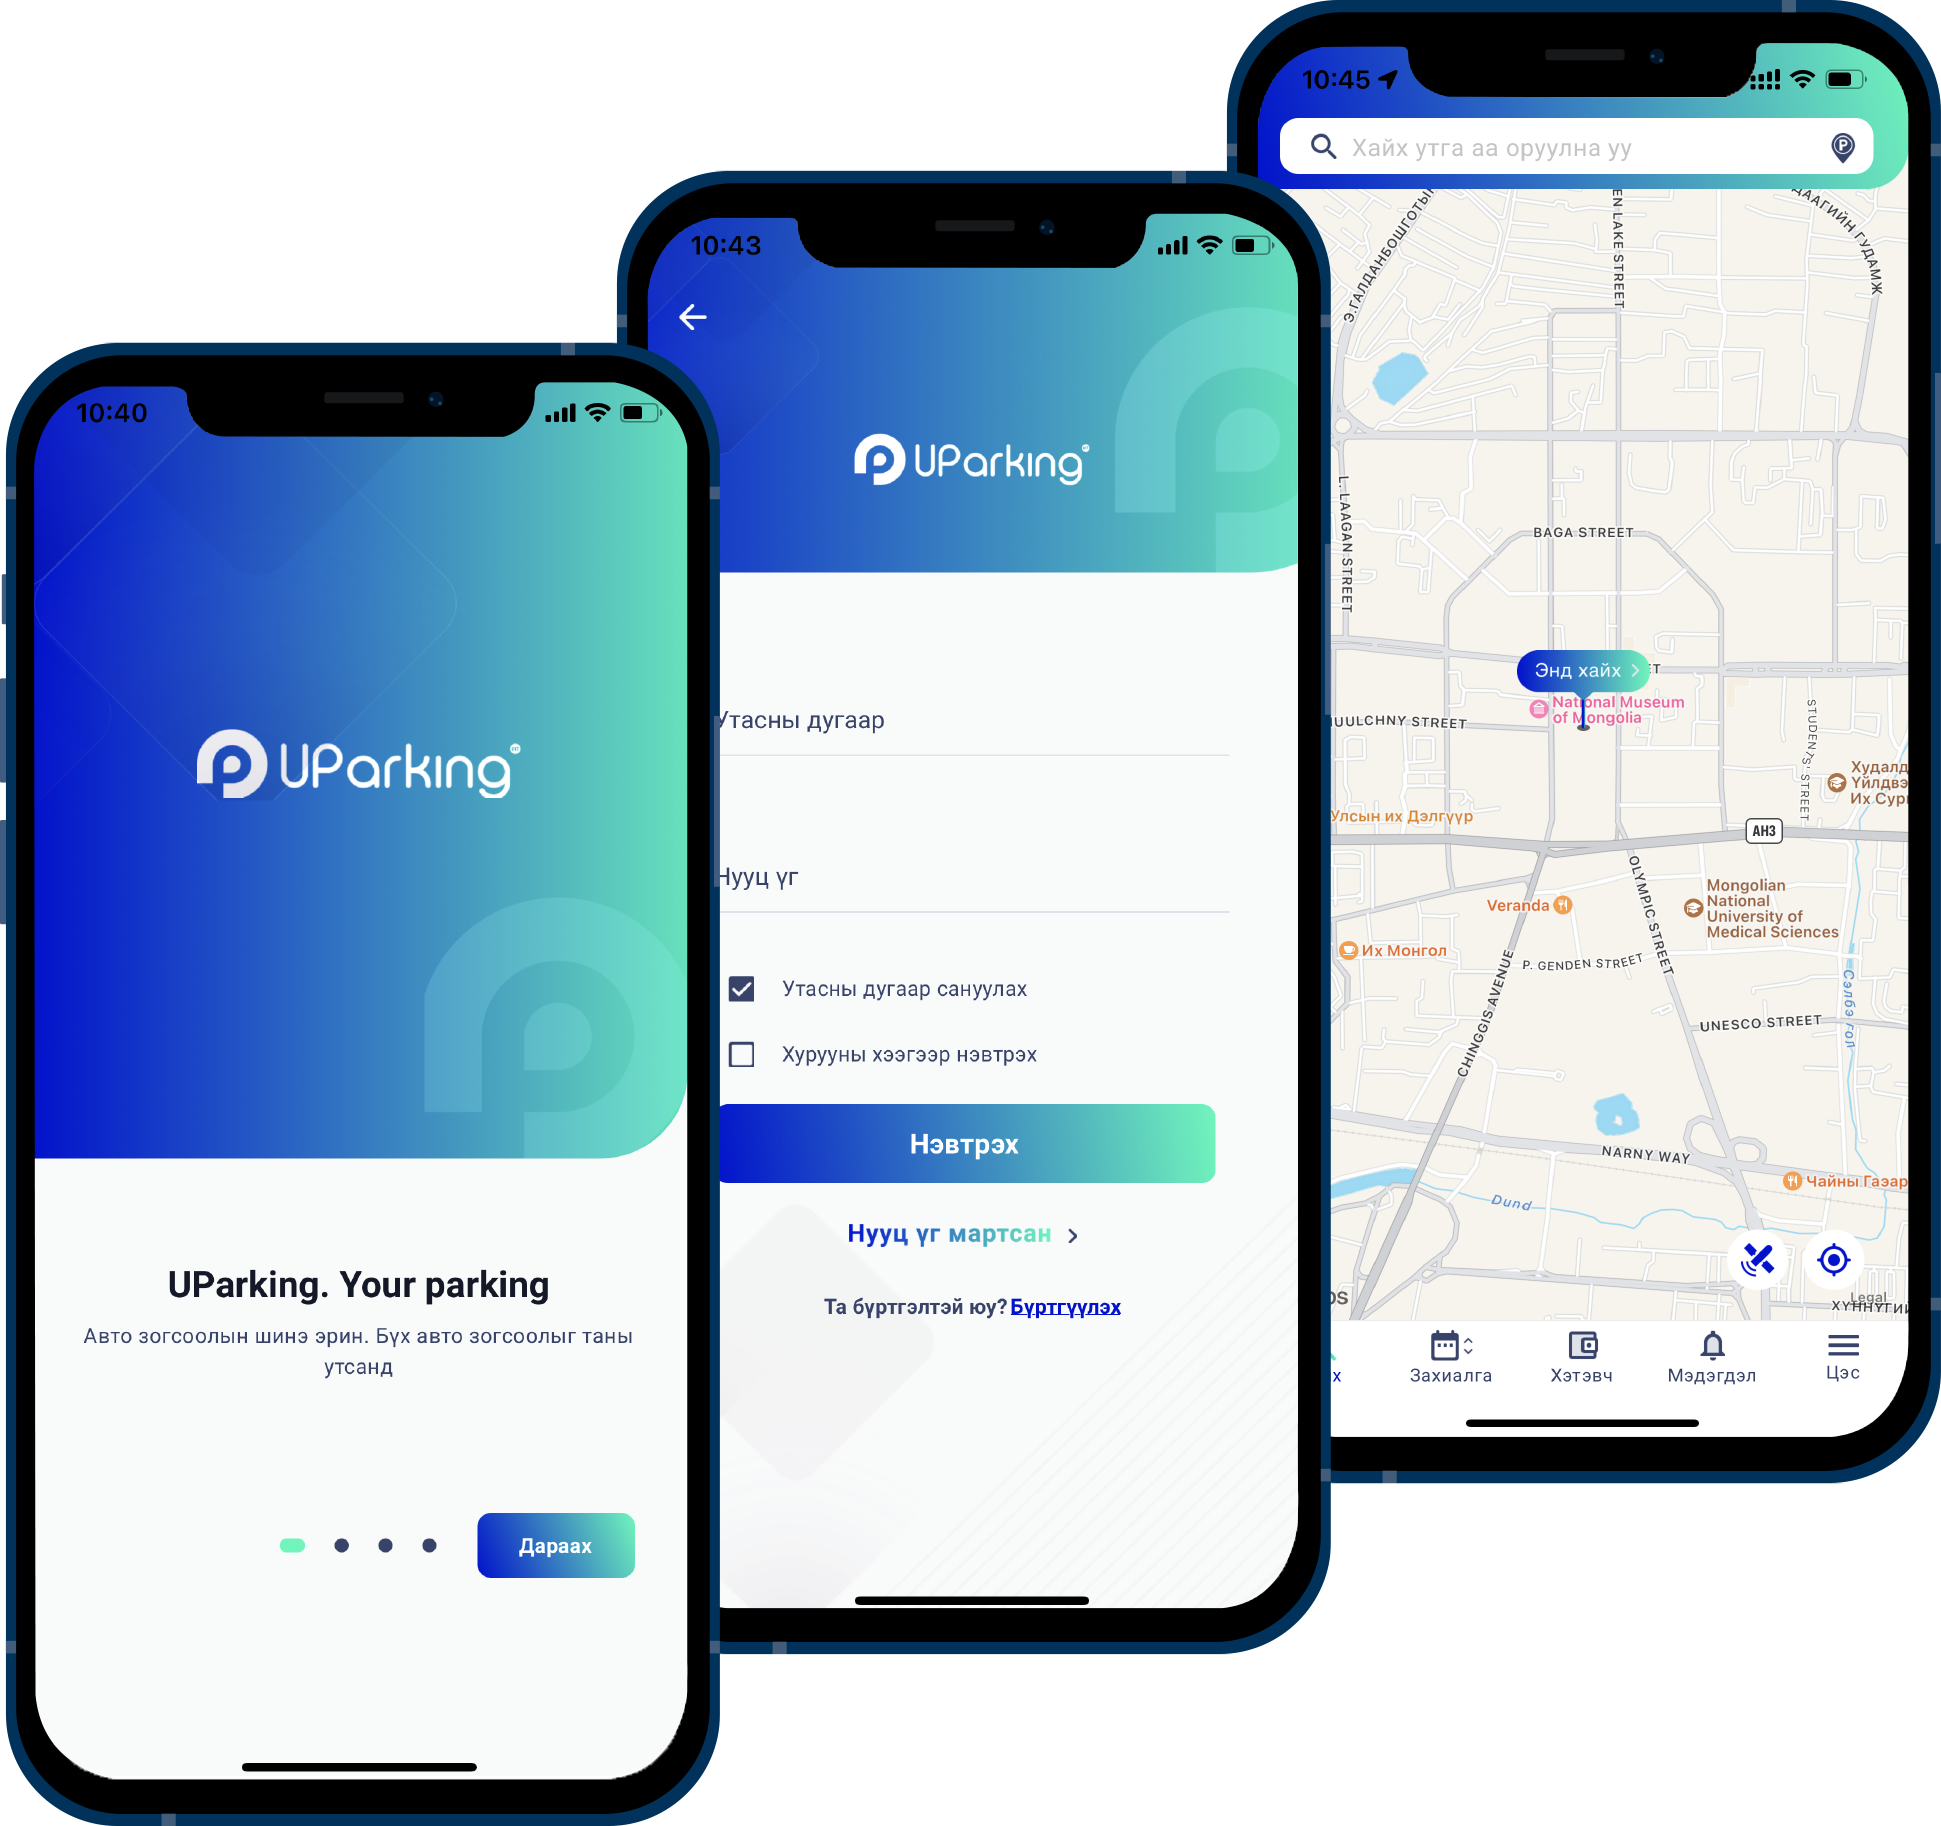 10:40
UParking
UParking. Your parking
Авто зогсоолын шинэ эрин. Бүх авто зогсоолыг таны
утсанд
Дараах
10:43
UParking
Утасны дугаар
Нууц үг
Утасны дугаар сануулах
Хурууны хээгээр нэвтрэх
Нэвтрэх
Нууц үг мартсан
Та бүртгэлтэй юу? Бүртгүүлэх
10:45
Хайх утга аа оруулна уу
P
Э.ГАЛДАНБОШГОТЫН
EN LAKE STREET
ДААГИЙН ГУДАМЖ
L. LAAGAN STREET
BAGA STREET
Энд хайх
ET
National Museum
of Mongolia
UULCHNY STREET
STUDENTS' STREET
Худалд
Үйлдвэ
Их Сур
Улсын их Дэлгүүр
AH3
OLYMPIC STREET
Mongolian
National
University of
Medical Sciences
Veranda
Их Монгол
P. GENDEN STREET
CHINGGIS AVENUE
Сэлбэ гол
UNESCO STREET
NARNY WAY
Чайны Газар
Dund
OS
Legal
ХҮННҮГИЙ
х
Захиалга
Хэтэвч
Мэдэгдэл
Цэс